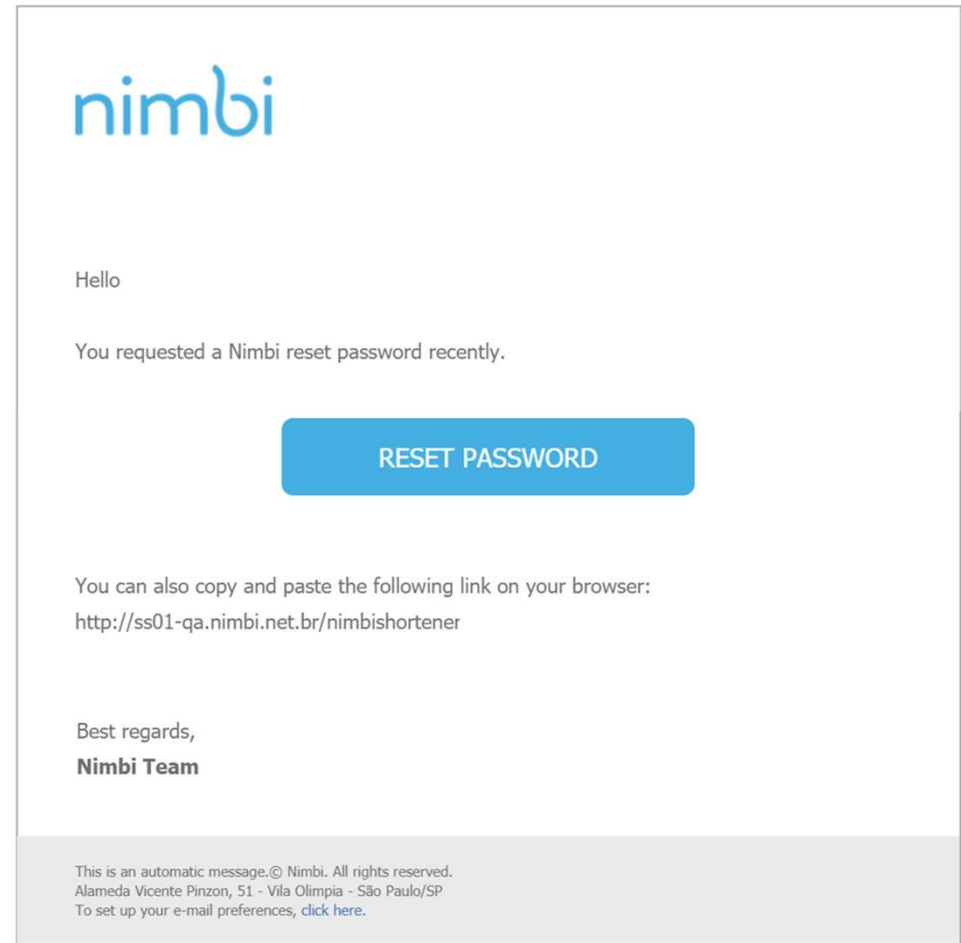 nimbi
Hello
You requested a Nimbi reset password recently.
RESET PASSWORD
You can also copy and paste the following link on your browser:
http://ss01-qa.nimbi.net.br/nimbishortener
Best regards,
Nimbi Team
This is an automatic message.© Nimbi. All rights reserved.
Alameda Vicente Pinzon, 51 - Vila Olimpia - São Paulo/SP
To set up your e-mail preferences, click here.